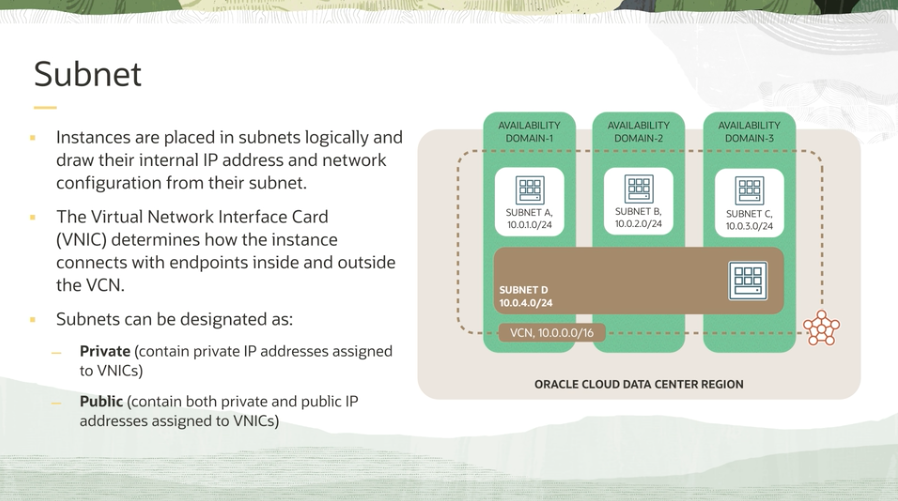 Subnet
Instances are placed in subnets logically and
draw their internal IP address and network
configuration from their subnet.
The Virtual Network Interface Card
(VNIC) determines how the instance
connects with endpoints inside and outside
the VCN.
Subnets can be designated as:
Private (contain private IP addresses assigned
to VNICs)
Public (contain both private and public IP
addresses assigned to VNICs)
AVAILABILITY
DOMAIN-1
AVAILABILITY
DOMAIN-2
AVAILABILITY
DOMAIN-3
SUBNET A,
10.0.1.0/24
SUBNET B,
10.0.2.0/24
SUBNET C,
10.0.3.0/24
SUBNET D
10.0.4.0/24
VCN, 10.0.0.0/16
ORACLE CLOUD DATA CENTER REGION